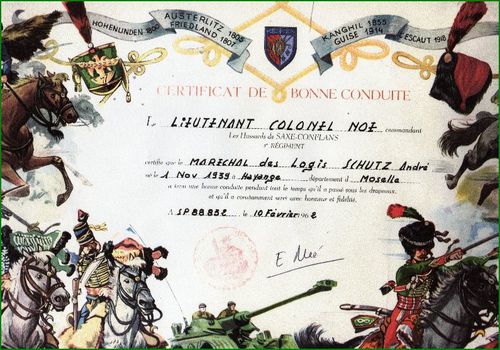 HOHENLINDEN 1800
AUSTERLITZ 1805
FRIEDLAND 1807
KANGHIL 1855
GUISE 1914
L'ESCAUT 1918
CERTIFICAT DE BONNE CONDUITE
Le LIEUTENANT COLONEL NOE commandant
Les Hussards de SAXE-CONFLANS
RÉGIMENT
certifie que le MARECHAL des Logis SCHUTZ André
né le 1 Nov 1939 à Hayange département d Moselle
a tenu une bonne conduite pendant tout le temps qu'il a passé sous les drapeaux,
et qu'il a constamment servi avec honneur et fidélité.
A SP 88.852 le 10 Février 1962